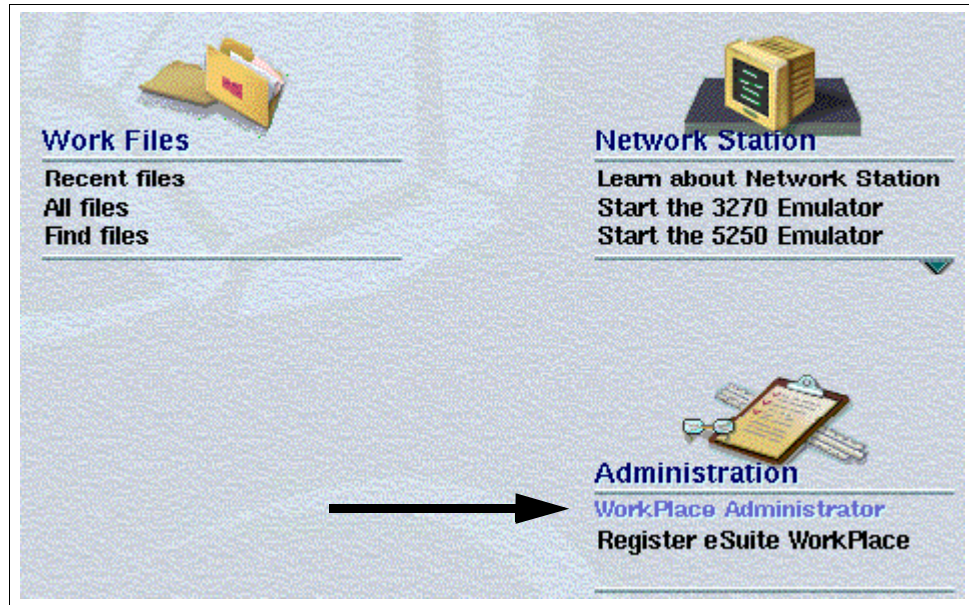 Work Files
Recent files
All files
Find files
Network Station
Learn about Network Station
Start the 3270 Emulator
Start the 5250 Emulator
Administration
WorkPlace Administrator
Register eSuite WorkPlace